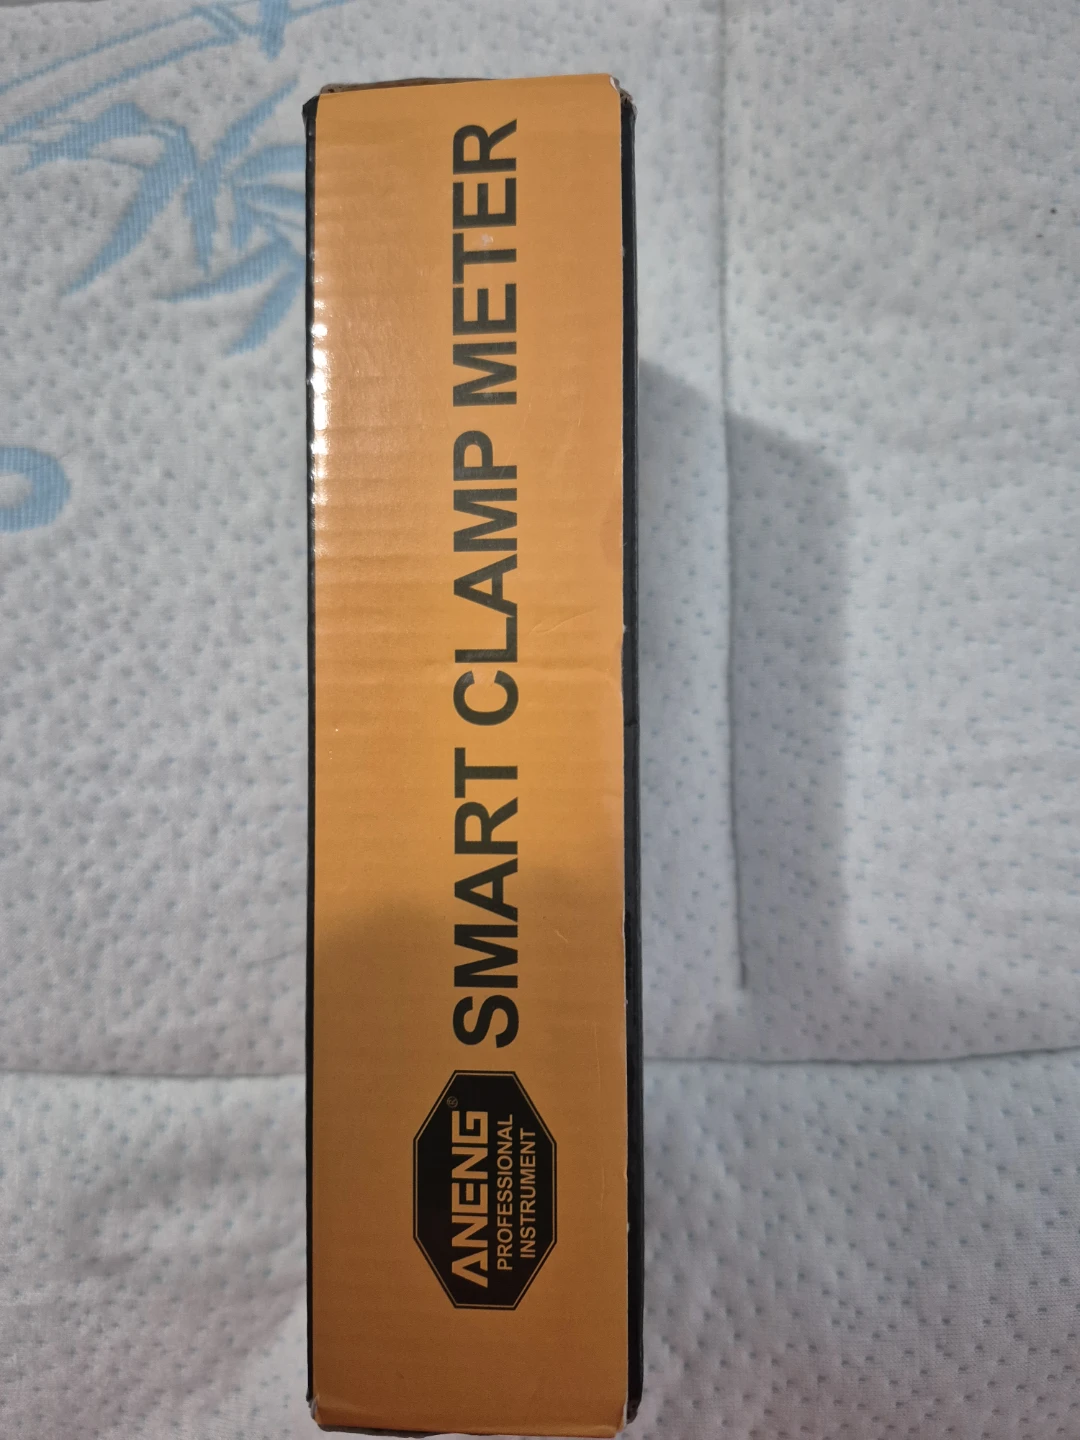 ANENG®
PROFESSIONAL
INSTRUMENT
SMART CLAMP METER